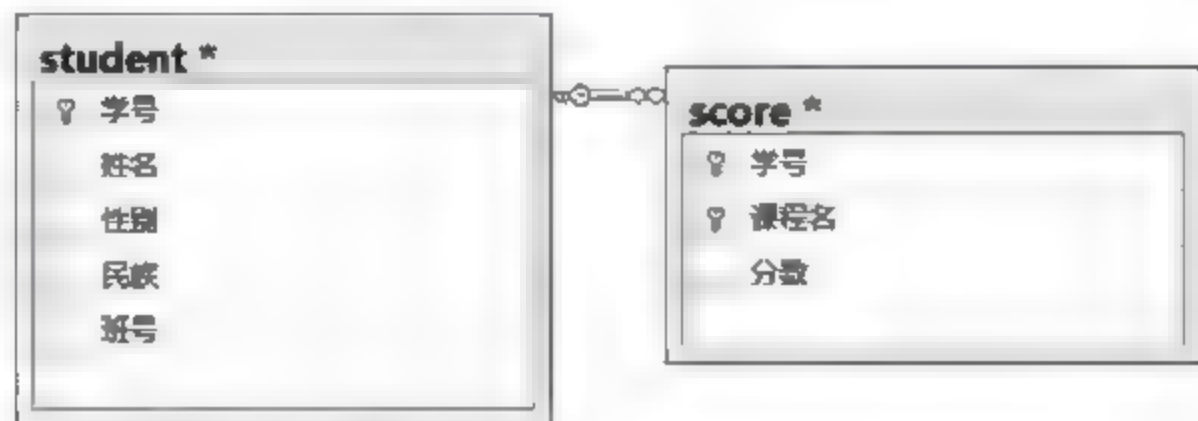 student *
学号
姓名
性别
民族
班号
score *
学号
课程名
分数